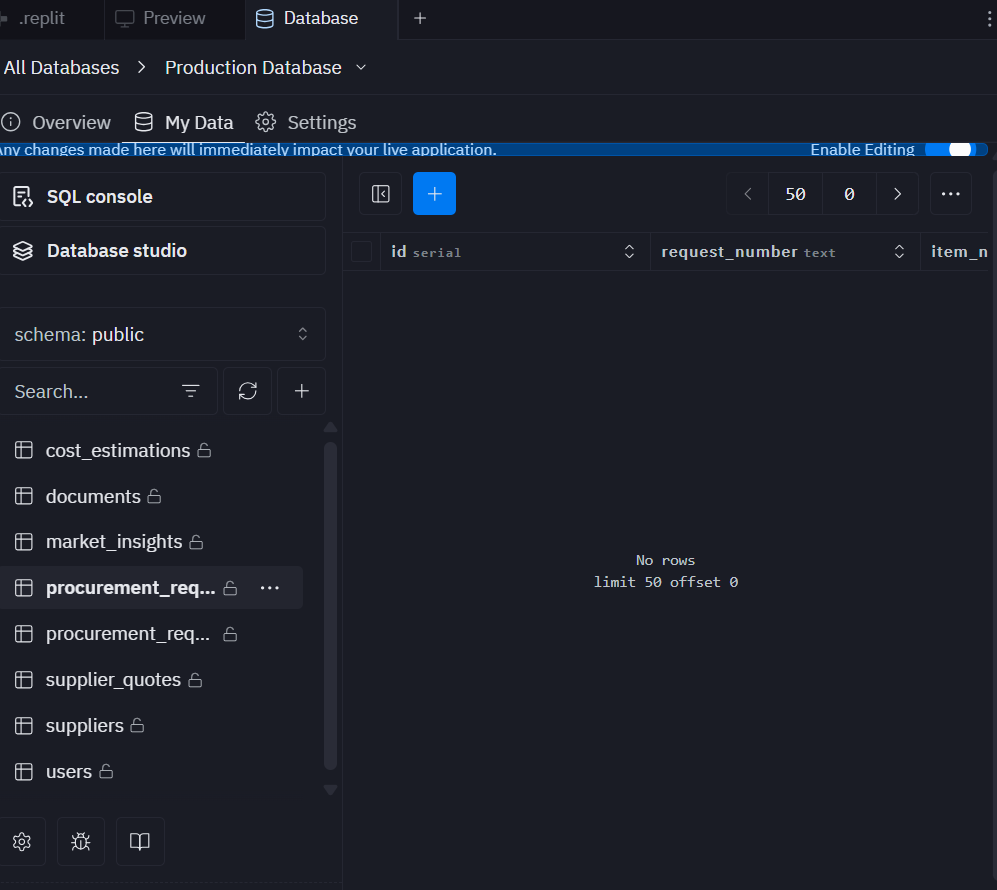 .replit
Preview
Database
All Databases
Production Database
Overview
My Data
Settings
Any changes made here will immediately impact your live application.
Enable Editing
SQL console
Database studio
schema: public
Search...
cost_estimations
documents
market_insights
procurement_req...
procurement_req...
supplier_quotes
suppliers
users
50
0
id serial
request_number text
item_n
No rows
limit 50 offset 0